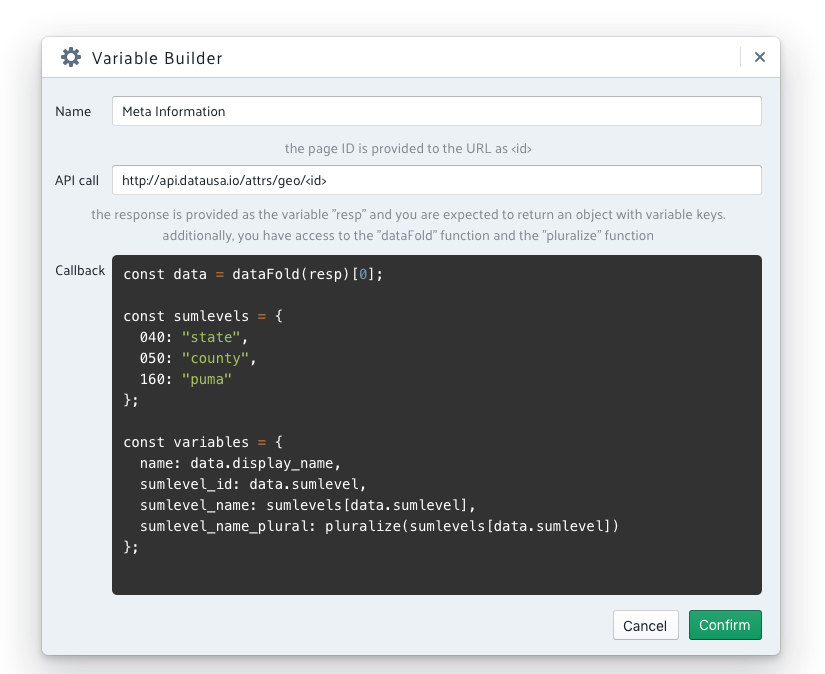 Variable Builder
Name
Meta Information
the page ID is provided to the URL as <id>
API call
http://api.datausa.io/attrs/geo/<id>
the response is provided as the variable "resp" and you are expected to return an object with variable keys.
additionally, you have access to the "dataFold" function and the "pluralize" function
Callback
const data = dataFold(resp)[0];

const sumlevels = {
  040: "state",
  050: "county",
  160: "puma"
};

const variables = {
  name: data.display_name,
  sumlevel_id: data.sumlevel,
  sumlevel_name: sumlevels[data.sumlevel],
  sumlevel_name_plural: pluralize(sumlevels[data.sumlevel])
};
Cancel
Confirm